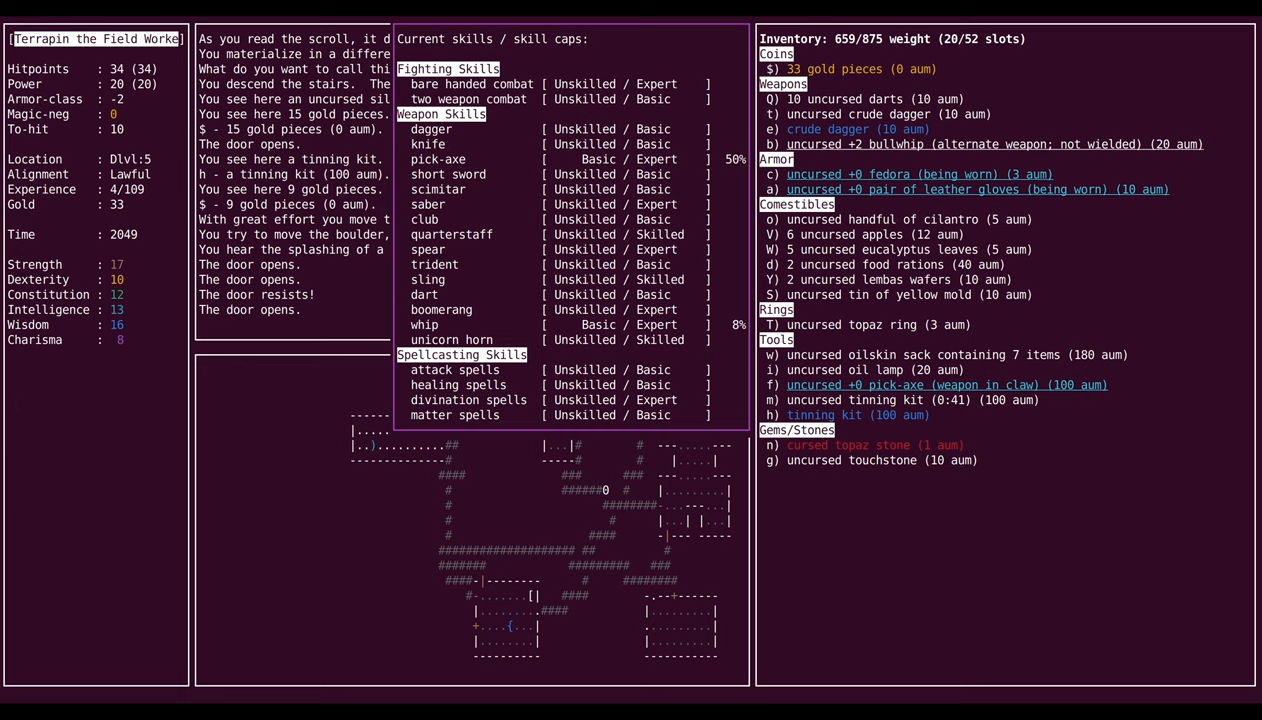 [Terrapin the Field Worke]
Hitpoints : 34 (34)
Power : 20 (20)
Armor-class : -2
Magic-neg : 0
To-hit : 10
Location : Dlvl:5
Alignment : Lawful
Experience : 4/109
Gold : 33
Time : 2049
Strength : 17
Dexterity : 10
Constitution : 12
Intelligence : 13
Wisdom : 16
Charisma : 8
As you read the scroll, it d
You materialize in a differe
What do you want to call thi
You descend the stairs.  The
You see here an uncursed sil
You see here 15 gold pieces.
$ - 15 gold pieces (0 aum).
The door opens.
You see here a tinning kit.
h - a tinning kit (100 aum).
You see here 9 gold pieces.
$ - 9 gold pieces (0 aum).
With great effort you move t
You try to move the boulder,
You hear the splashing of a
The door opens.
The door opens.
The door resists!
The door opens.
Current skills / skill caps:
Fighting Skills
bare handed combat [ Unskilled / Expert ]
two weapon combat [ Unskilled / Basic ]
Weapon Skills
dagger [ Unskilled / Basic ]
knife [ Unskilled / Basic ]
pick-axe [ Basic / Expert ] 50%
short sword [ Unskilled / Basic ]
scimitar [ Unskilled / Basic ]
saber [ Unskilled / Expert ]
club [ Unskilled / Basic ]
quarterstaff [ Unskilled / Skilled ]
spear [ Unskilled / Expert ]
trident [ Unskilled / Basic ]
sling [ Unskilled / Skilled ]
dart [ Unskilled / Basic ]
boomerang [ Unskilled / Expert ]
whip [ Basic / Expert ] 8%
unicorn horn [ Unskilled / Skilled ]
Spellcasting Skills
attack spells [ Unskilled / Basic ]
healing spells [ Unskilled / Basic ]
divination spells [ Unskilled / Expert ]
matter spells [ Unskilled / Basic ]
Inventory: 659/875 weight (20/52 slots)
Coins
$) 33 gold pieces (0 aum)
Weapons
Q) 10 uncursed darts (10 aum)
t) uncursed crude dagger (10 aum)
e) crude dagger (10 aum)
b) uncursed +2 bullwhip (alternate weapon; not wielded) (20 aum)
Armor
c) uncursed +0 fedora (being worn) (3 aum)
a) uncursed +0 pair of leather gloves (being worn) (10 aum)
Comestibles
o) uncursed handful of cilantro (5 aum)
V) 6 uncursed apples (12 aum)
W) 5 uncursed eucalyptus leaves (5 aum)
d) 2 uncursed food rations (40 aum)
Y) 2 uncursed lembas wafers (10 aum)
S) uncursed tin of yellow mold (10 aum)
Rings
T) uncursed topaz ring (3 aum)
Tools
w) uncursed oilskin sack containing 7 items (180 aum)
i) uncursed oil lamp (20 aum)
f) uncursed +0 pick-axe (weapon in claw) (100 aum)
m) uncursed tinning kit (0:41) (100 aum)
h) tinning kit (100 aum)
Gems/Stones
n) cursed topaz stone (1 aum)
g) uncursed touchstone (10 aum)